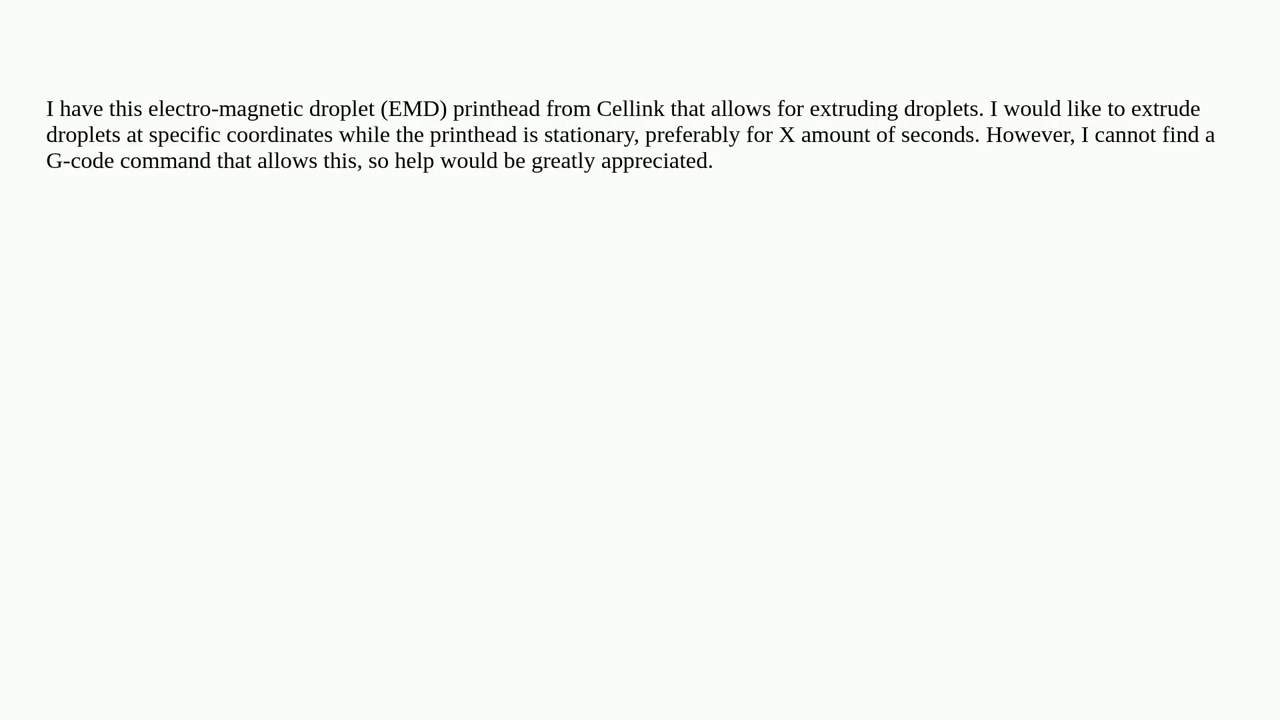 I have this electro-magnetic droplet (EMD) printhead from Cellink that allows for extruding droplets. I would like to extrude
droplets at specific coordinates while the printhead is stationary, preferably for X amount of seconds. However, I cannot find a
G-code command that allows this, so help would be greatly appreciated.